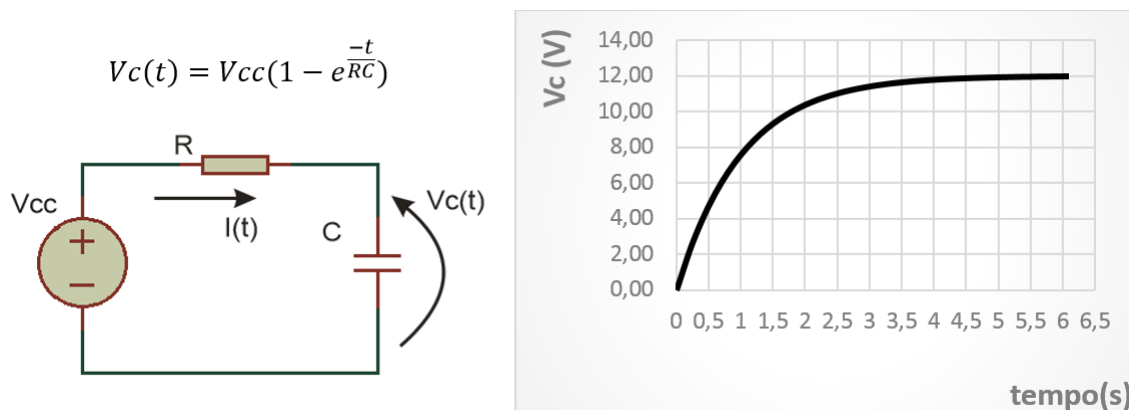 Vc(t) = Vcc(1 − e^{\frac{-t}{RC}})
R
Vcc
I(t)
C
Vc(t)
+
−
Vc (V)
14,00
12,00
10,00
8,00
6,00
4,00
2,00
0,00
0 0,5 1 1,5 2 2,5 3 3,5 4 4,5 5 5,5 6 6,5
tempo(s)